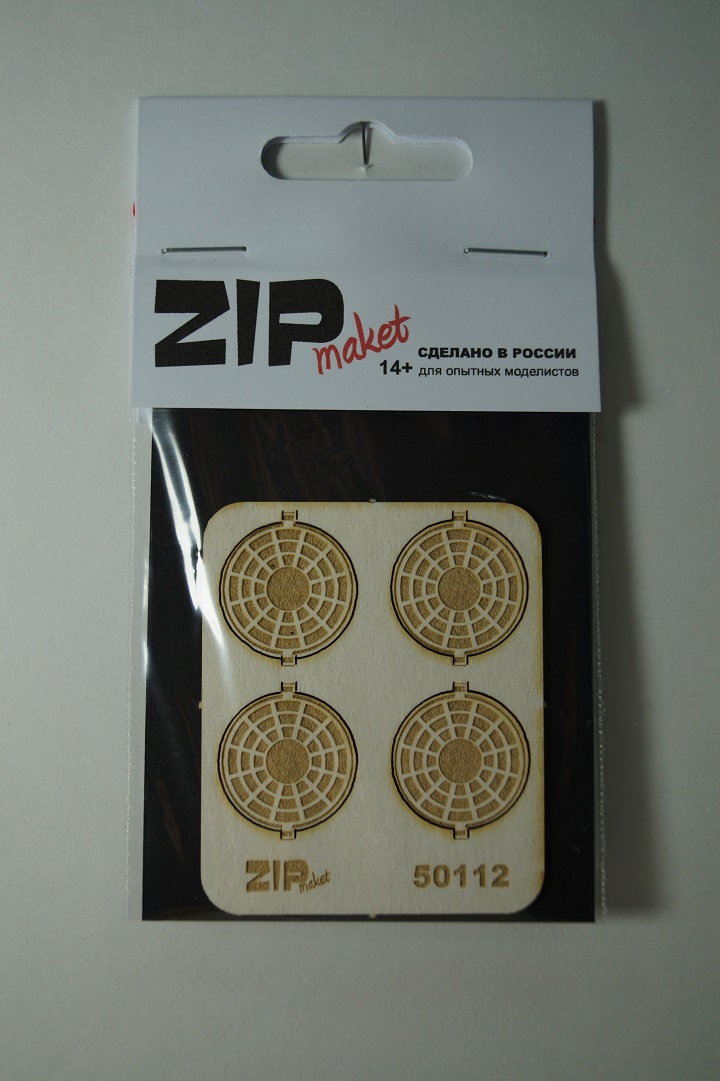 ZIP
maket
СДЕЛАНО В РОССИИ
14+ для опытных моделистов
ZIP
maket
50112